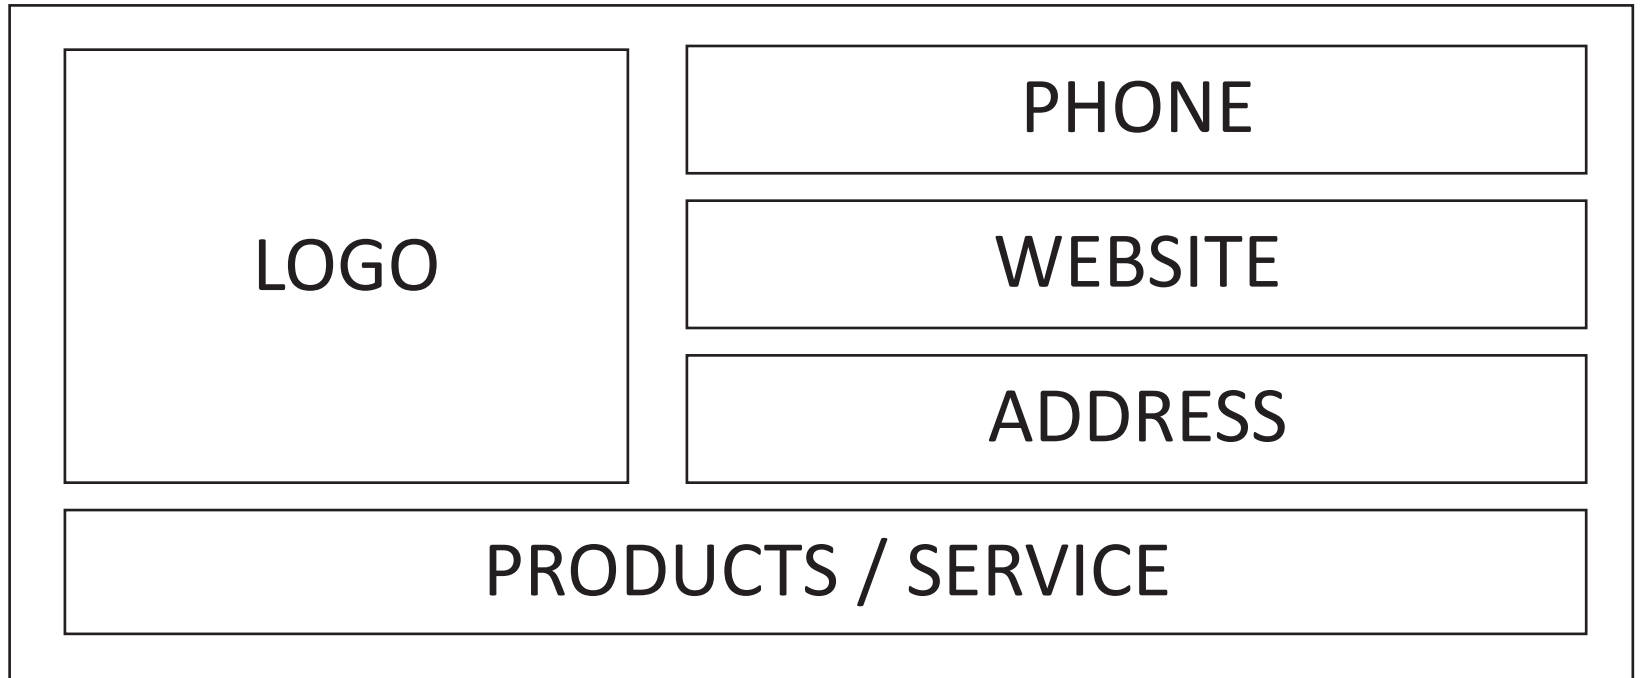 LOGO
PHONE
WEBSITE
ADDRESS
PRODUCTS / SERVICE